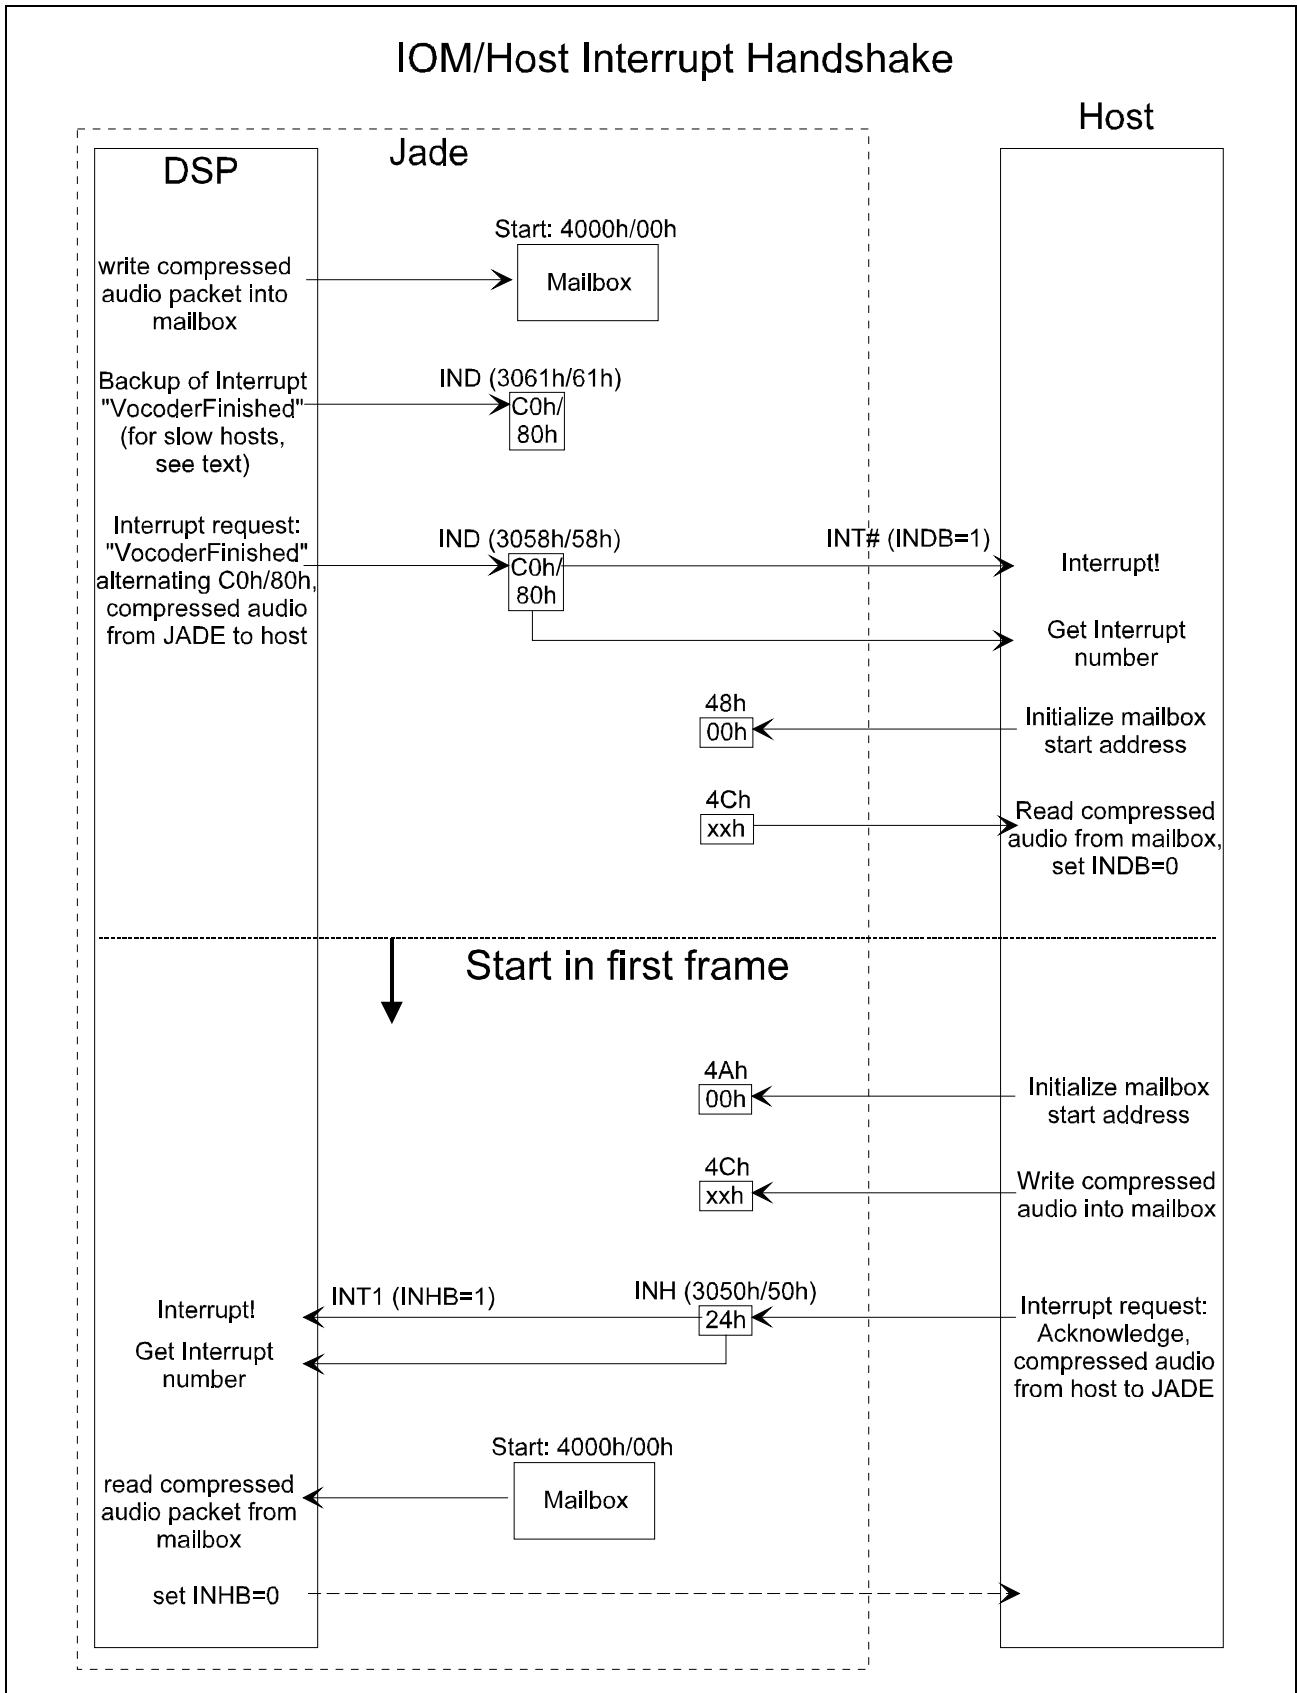 IOM/Host Interrupt Handshake
Host
Jade
DSP
Start: 4000h/00h
write compressed
audio packet into
mailbox
Mailbox
Backup of Interrupt
"VocoderFinished"
(for slow hosts,
see text)
IND (3061h/61h)
C0h/
80h
Interrupt request:
"VocoderFinished"
alternating C0h/80h,
compressed audio
from JADE to host
IND (3058h/58h)
C0h/
80h
INT# (INDB=1)
Interrupt!
Get Interrupt
number
48h
00h
Initialize mailbox
start address
4Ch
xxh
Read compressed
audio from mailbox,
set INDB=0
Start in first frame
4Ah
00h
Initialize mailbox
start address
4Ch
xxh
Write compressed
audio into mailbox
Interrupt!
INT1 (INHB=1)
INH (3050h/50h)
24h
Interrupt request:
Acknowledge,
compressed audio
from host to JADE
Get Interrupt
number
Start: 4000h/00h
read compressed
audio packet from
mailbox
Mailbox
set INHB=0